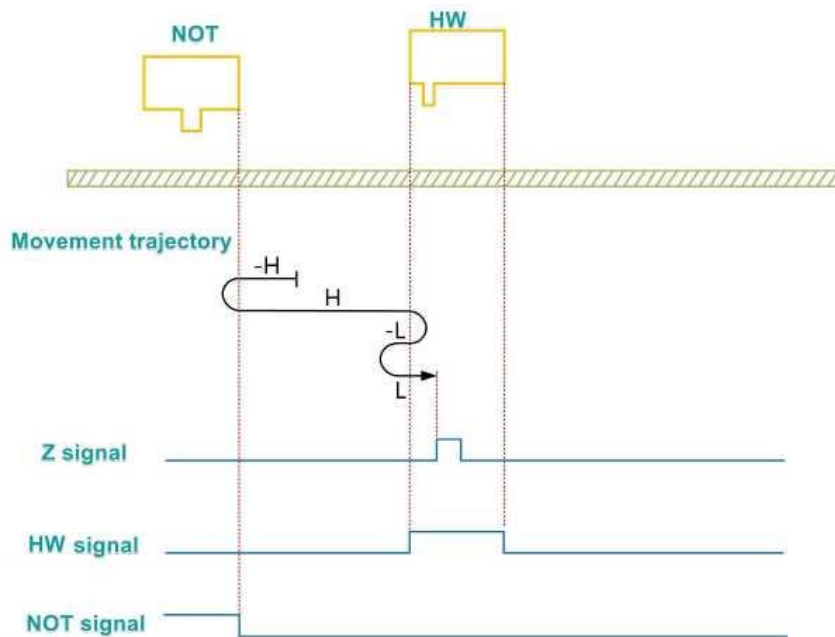 NOT
HW
Movement trajectory
-H
H
-L
L
Z signal
HW signal
NOT signal